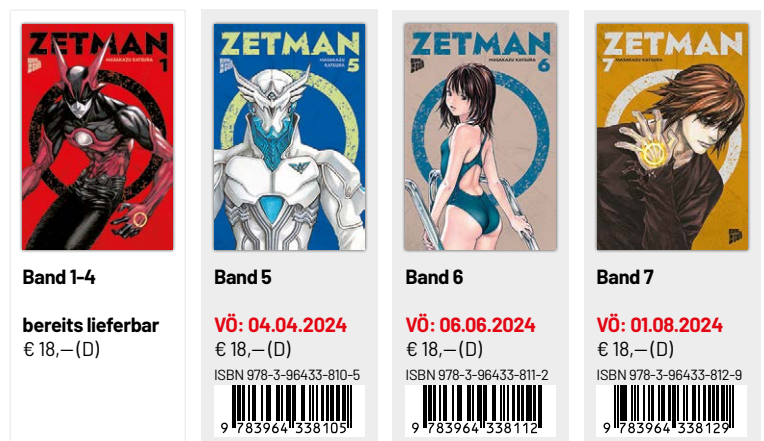 ZETMAN
MASAKAZU KATSURA
1
Band 1-4
bereits lieferbar
€ 18,– (D)
ZETMAN
MASAKAZU
KATSURA
5
Band 5
VÖ: 04.04.2024
€ 18,– (D)
ISBN 978-3-96433-810-5
9 783964 338105
ZETMAN
MASAKAZU KATSURA
6
Band 6
VÖ: 06.06.2024
€ 18,– (D)
ISBN 978-3-96433-811-2
9 783964 338112
ZETMAN
7 MASAKAZU KATSURA
Band 7
VÖ: 01.08.2024
€ 18,– (D)
ISBN 978-3-96433-812-9
9 783964 338129